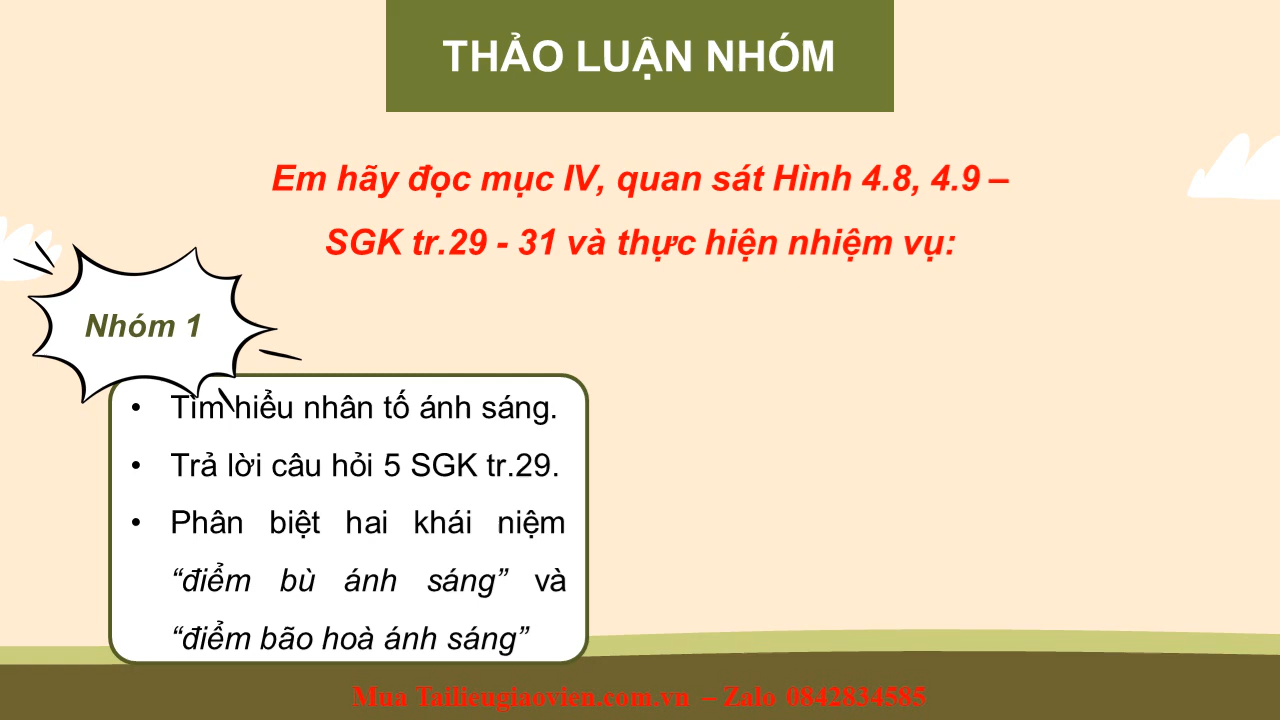 THẢO LUẬN NHÓM
Em hãy đọc mục IV, quan sát Hình 4.8, 4.9 –
SGK tr.29 - 31 và thực hiện nhiệm vụ:
Nhóm 1
• Tìm hiểu nhân tố ánh sáng.
• Trả lời câu hỏi 5 SGK tr.29.
• Phân biệt hai khái niệm
“điểm bù ánh sáng” và
“điểm bão hoà ánh sáng”
Mua Tailieugiaovien.com.vn – Zalo 0842834585